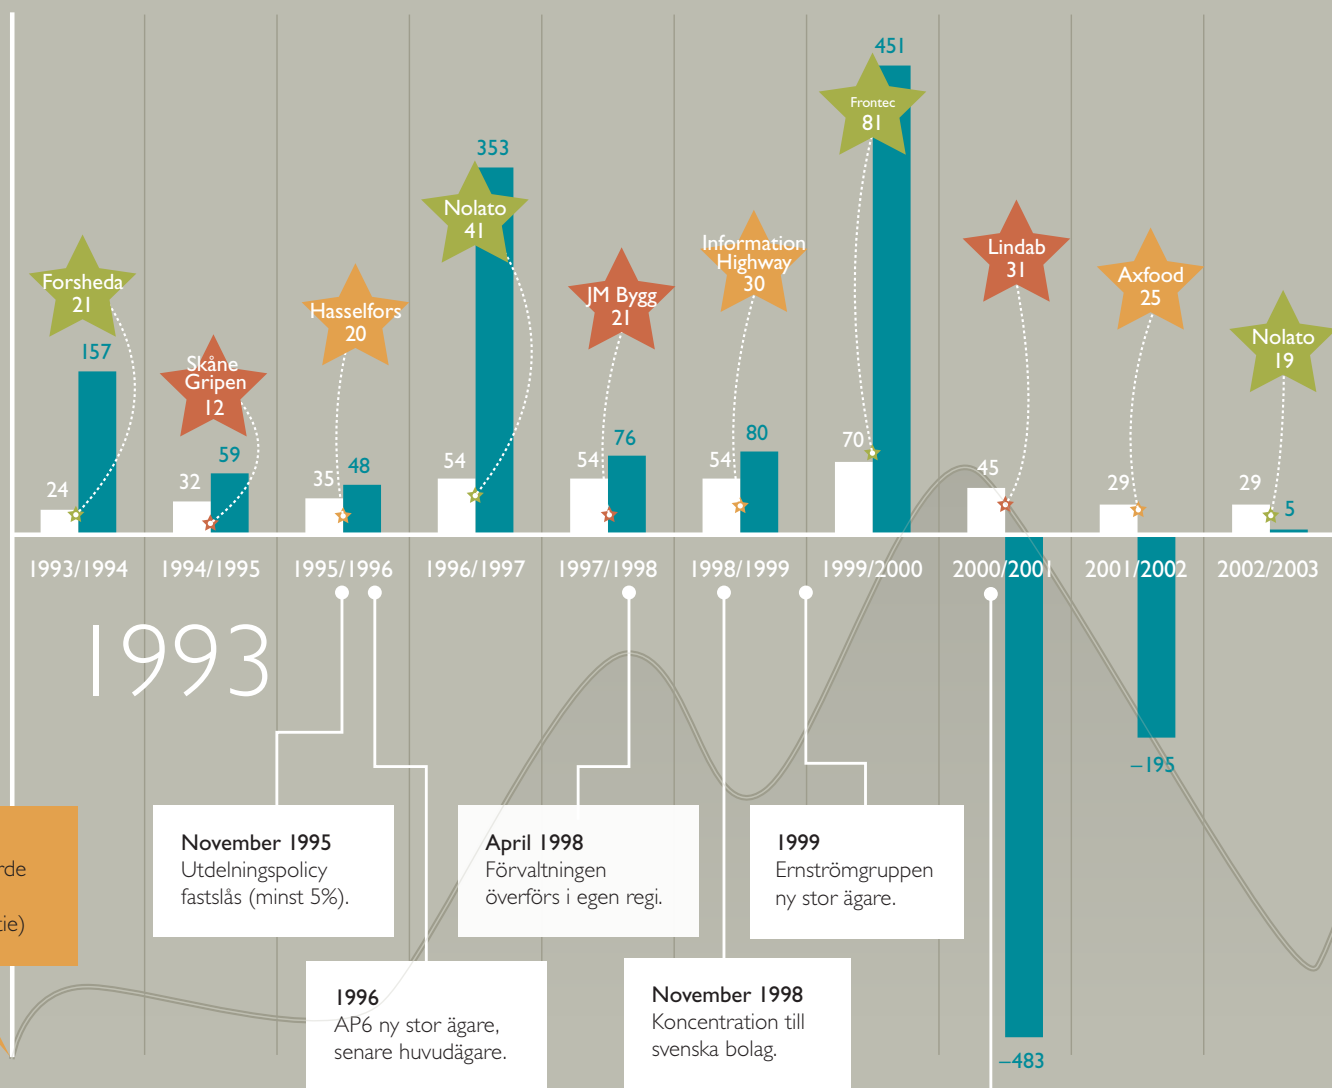 451
Frontec
81
353
Nolato
41
Information
Highway
30
Lindab
31
Axfood
25
Forsheda
21
Hasselfors
20
JM Bygg
21
Nolato
19
157
Skåne
Gripen
12
24
32
59
35
48
54
54
76
54
80
70
45
29
29
5
1993/1994
1994/1995
1995/1996
1996/1997
1997/1998
1998/1999
1999/2000
2000/2001
2001/2002
2002/2003
1993
–195
–483
rde
tie)
November 1995
Utdelningspolicy
fastslås (minst 5%).
April 1998
Förvaltningen
överförs i egen regi.
1999
Ernströmgruppen
ny stor ägare.
1996
AP6 ny stor ägare,
senare huvudägare.
November 1998
Koncentration till
svenska bolag.